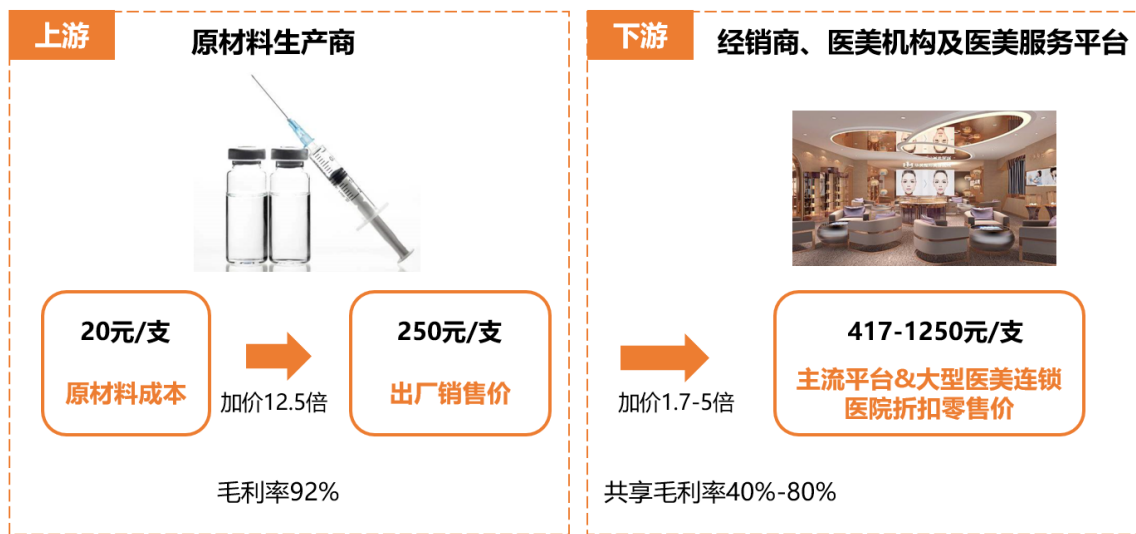 上游
原材料生产商
20元/支
原材料成本
加价12.5倍
250元/支
出厂销售价
毛利率92%
下游
经销商、医美机构及医美服务平台
加价1.7-5倍
417-1250元/支
主流平台&大型医美连锁
医院折扣零售价
共享毛利率40%-80%